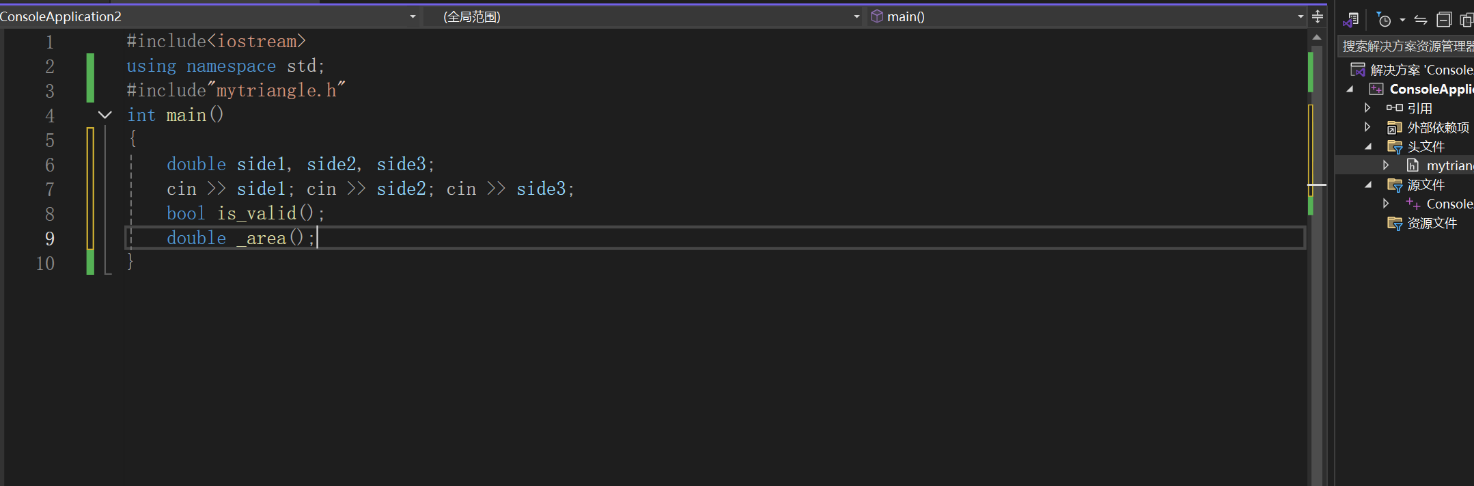 ConsoleApplication2
(全局范围)
main()
1 #include<iostream>
2 using namespace std;
3 #include"mytriangle.h"
4 int main()
5 {
6 double side1, side2, side3;
7 cin >> side1; cin >> side2; cin >> side3;
8 bool is_valid();
9 double _area();
10 }
搜索解决方案资源管理器
解决方案 'Console
ConsoleApplic
引用
外部依赖项
头文件
mytrian
源文件
Console
资源文件